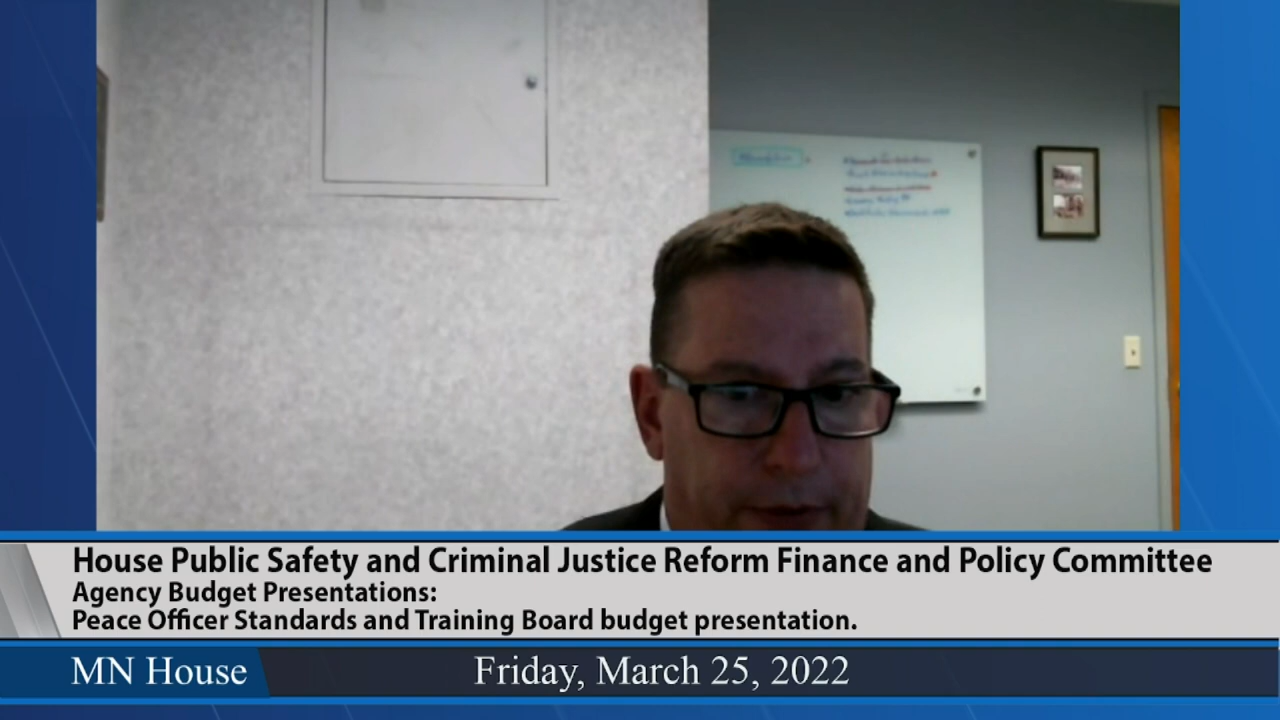 House Public Safety and Criminal Justice Reform Finance and Policy Committee
Agency Budget Presentations:
Peace Officer Standards and Training Board budget presentation.
MN House
Friday, March 25, 2022